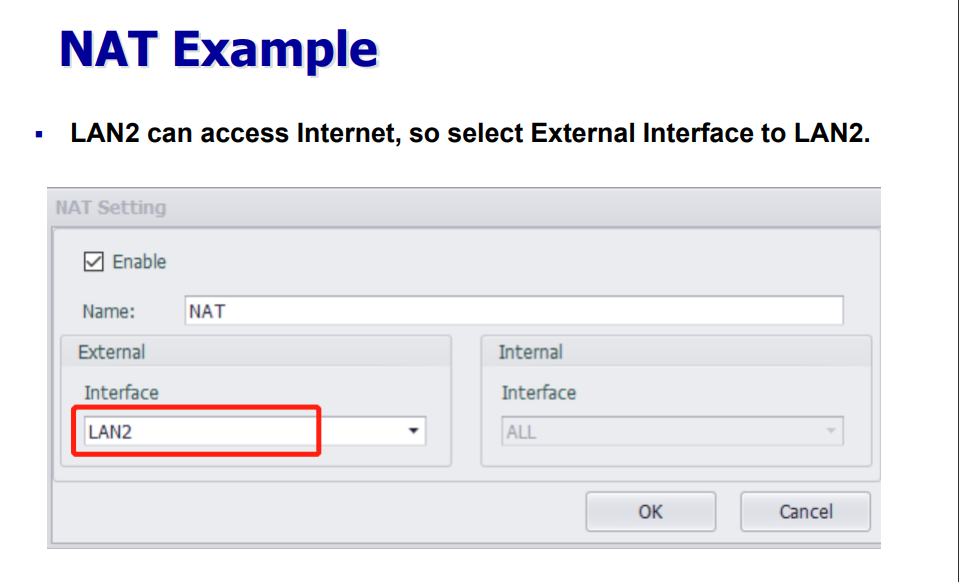 NAT Example
▪ LAN2 can access Internet, so select External Interface to LAN2.
NAT Setting
Enable
Name: NAT
External
Internal
Interface
Interface
LAN2
ALL
OK
Cancel